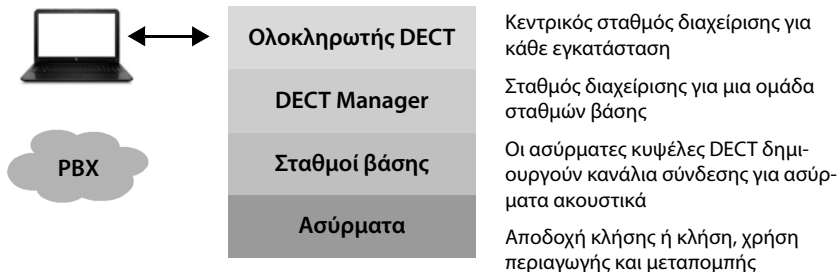 Ολοκληρωτής DECT
DECT Manager
Σταθμοί βάσης
Ασύρματα
PBX
Κεντρικός σταθμός διαχείρισης για
κάθε εγκατάσταση
Σταθμός διαχείρισης για μια ομάδα
σταθμών βάσης
Οι ασύρματες κυψέλες DECT δημι-
ουργούν κανάλια σύνδεσης για ασύρ-
ματα ακουστικά
Αποδοχή κλήσης ή κλήση, χρήση
περιαγωγής και μεταπομπής